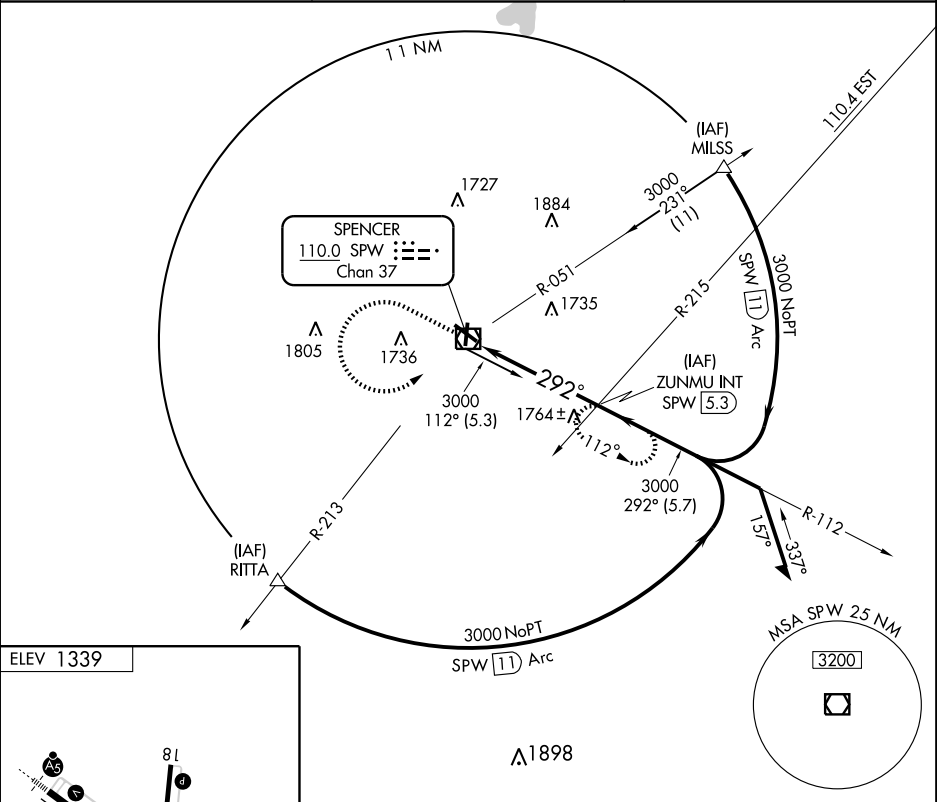 11 NM
110.4 EST
(IAF)
MILSS
3000
231°
(11)
1727
1884
SPENCER
110.0 SPW
Chan 37
R-051
1735
R-215
3000 NoPT
SPW 11 Arc
1805
1736
(IAF)
ZUNMU INT
SPW 5.3
292°
3000
112° (5.3)
1764±
112°
3000
292° (5.7)
R-213
157°
337°
R-112
(IAF)
RITTA
3000 NoPT
SPW 11 Arc
MSA SPW 25 NM
3200
ELEV 1339
1898
18
A5
V
P